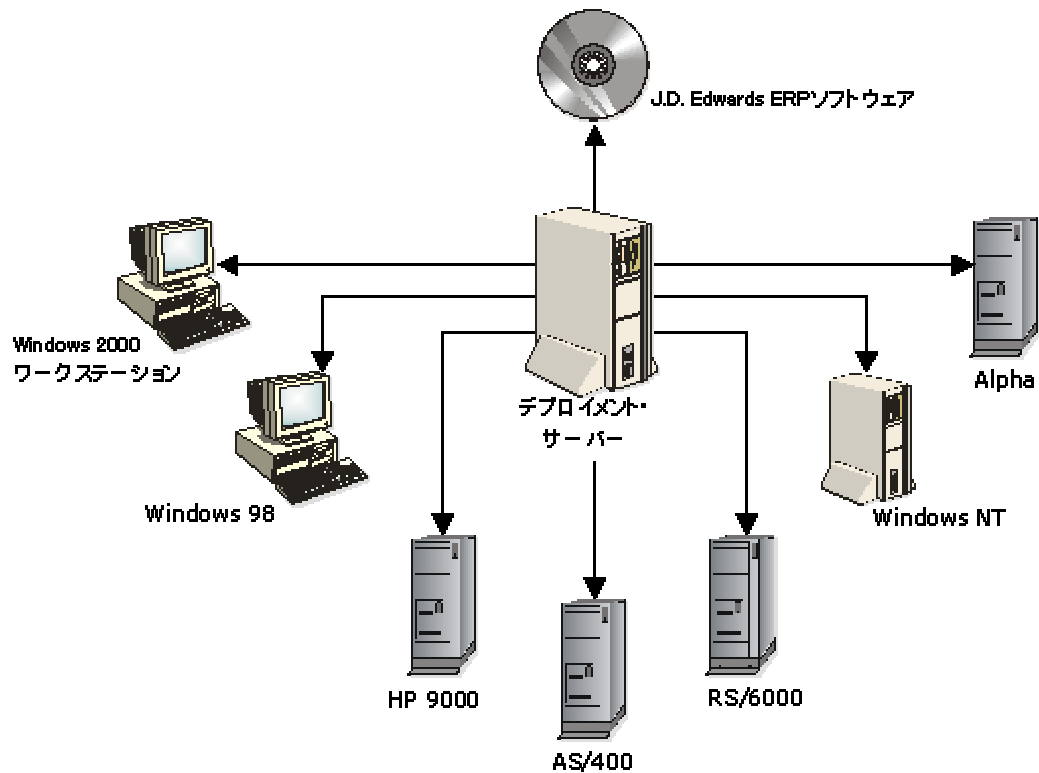 J.D. Edwards ERPソフトウェア
Windows 2000
ワークステーション
Alpha
デプロイメント・
サーバー
Windows 98
Windows NT
HP 9000
RS/6000
AS/400